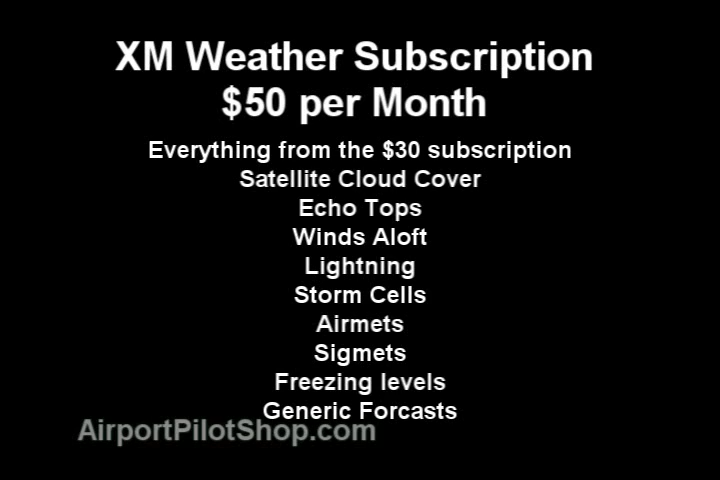 XM Weather Subscription
$50 per Month
Everything from the $30 subscription
Satellite Cloud Cover
Echo Tops
Winds Aloft
Lightning
Storm Cells
Airmets
Sigmets
Freezing levels
Generic Forcasts
AirportPilotShop.com